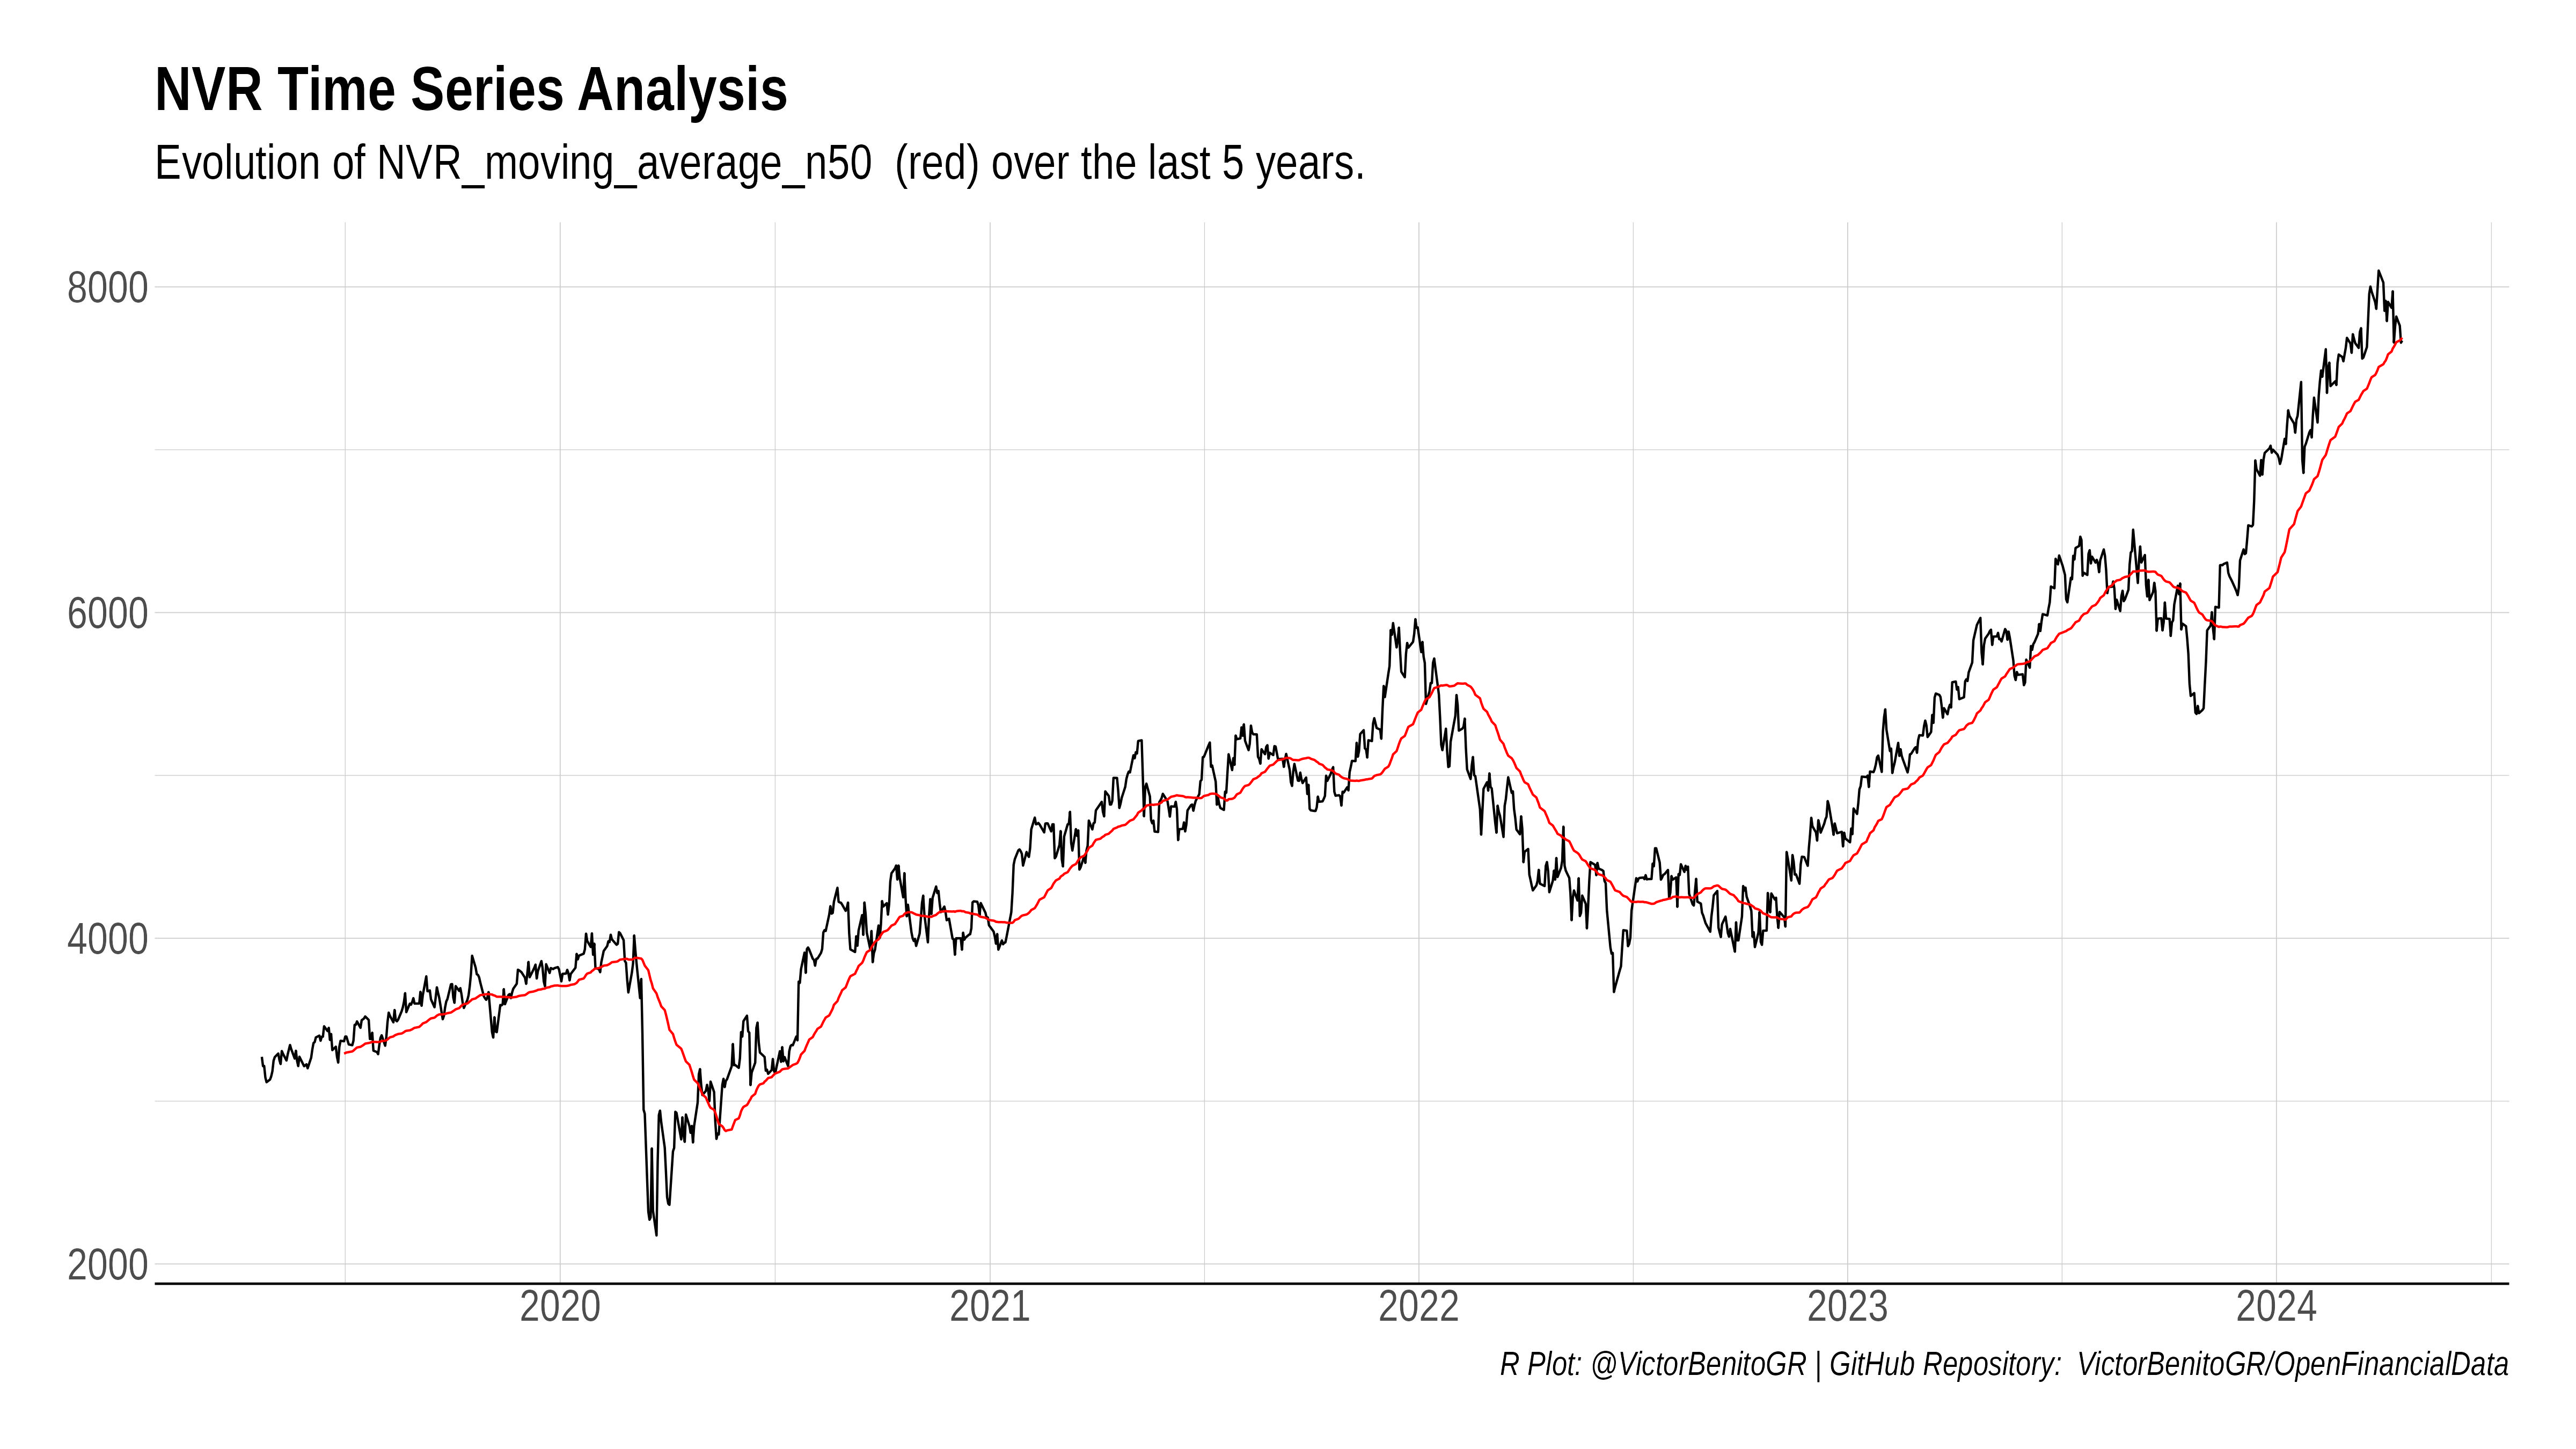 NVR Time Series Analysis
Evolution of NVR_moving_average_n50  (red) over the last 5 years.
8000
6000
4000
2000
2020 2021 2022 2023 2024
R Plot: @VictorBenitoGR | GitHub Repository:  VictorBenitoGR/OpenFinancialData